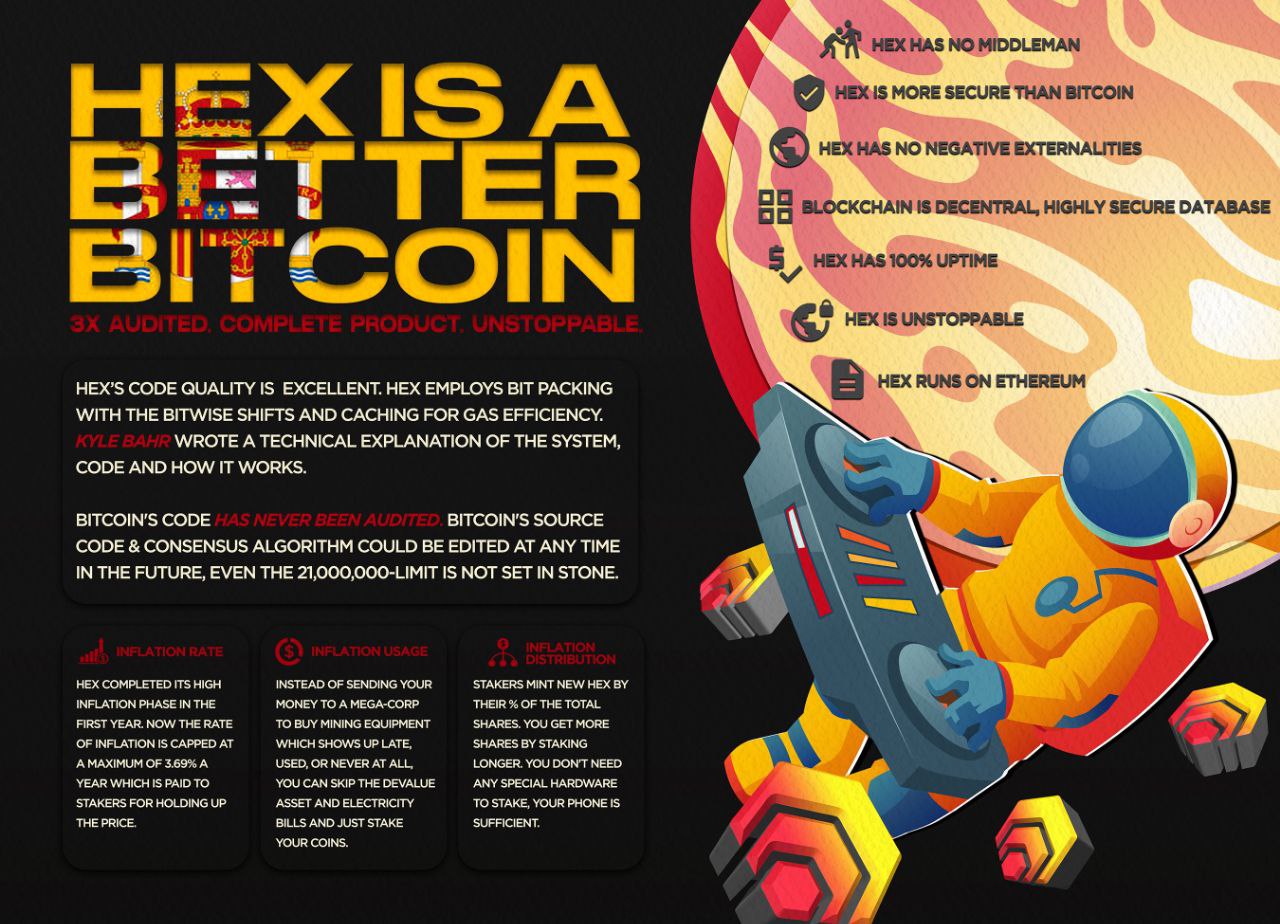 HEX IS A
BETTER
BITCOIN
3X AUDITED. COMPLETE PRODUCT. UNSTOPPABLE.
HEX'S CODE QUALITY IS EXCELLENT. HEX EMPLOYS BIT PACKING
WITH THE BITWISE SHIFTS AND CACHING FOR GAS EFFICIENCY.
KYLE BAHR WROTE A TECHNICAL EXPLANATION OF THE SYSTEM,
CODE AND HOW IT WORKS.
BITCOIN'S CODE HAS NEVER BEEN AUDITED. BITCOIN'S SOURCE
CODE & CONSENSUS ALGORITHM COULD BE EDITED AT ANY TIME
IN THE FUTURE, EVEN THE 21,000,000-LIMIT IS NOT SET IN STONE.
INFLATION RATE
HEX COMPLETED ITS HIGH
INFLATION PHASE IN THE
FIRST YEAR. NOW THE RATE
OF INFLATION IS CAPPED AT
A MAXIMUM OF 3.69% A
YEAR WHICH IS PAID TO
STAKERS FOR HOLDING UP
THE PRICE.
INFLATION USAGE
INSTEAD OF SENDING YOUR
MONEY TO A MEGA-CORP
TO BUY MINING EQUIPMENT
WHICH SHOWS UP LATE,
USED, OR NEVER AT ALL,
YOU CAN SKIP THE DEVALUE
ASSET AND ELECTRICITY
BILLS AND JUST STAKE
YOUR COINS.
INFLATION
DISTRIBUTION
STAKERS MINT NEW HEX BY
THEIR % OF THE TOTAL
SHARES. YOU GET MORE
SHARES BY STAKING
LONGER. YOU DON'T NEED
ANY SPECIAL HARDWARE
TO STAKE, YOUR PHONE IS
SUFFICIENT.
HEX HAS NO MIDDLEMAN
HEX IS MORE SECURE THAN BITCOIN
HEX HAS NO NEGATIVE EXTERNALITIES
BLOCKCHAIN IS DECENTRAL, HIGHLY SECURE DATABASE
HEX HAS 100% UPTIME
HEX IS UNSTOPPABLE
HEX RUNS ON ETHEREUM